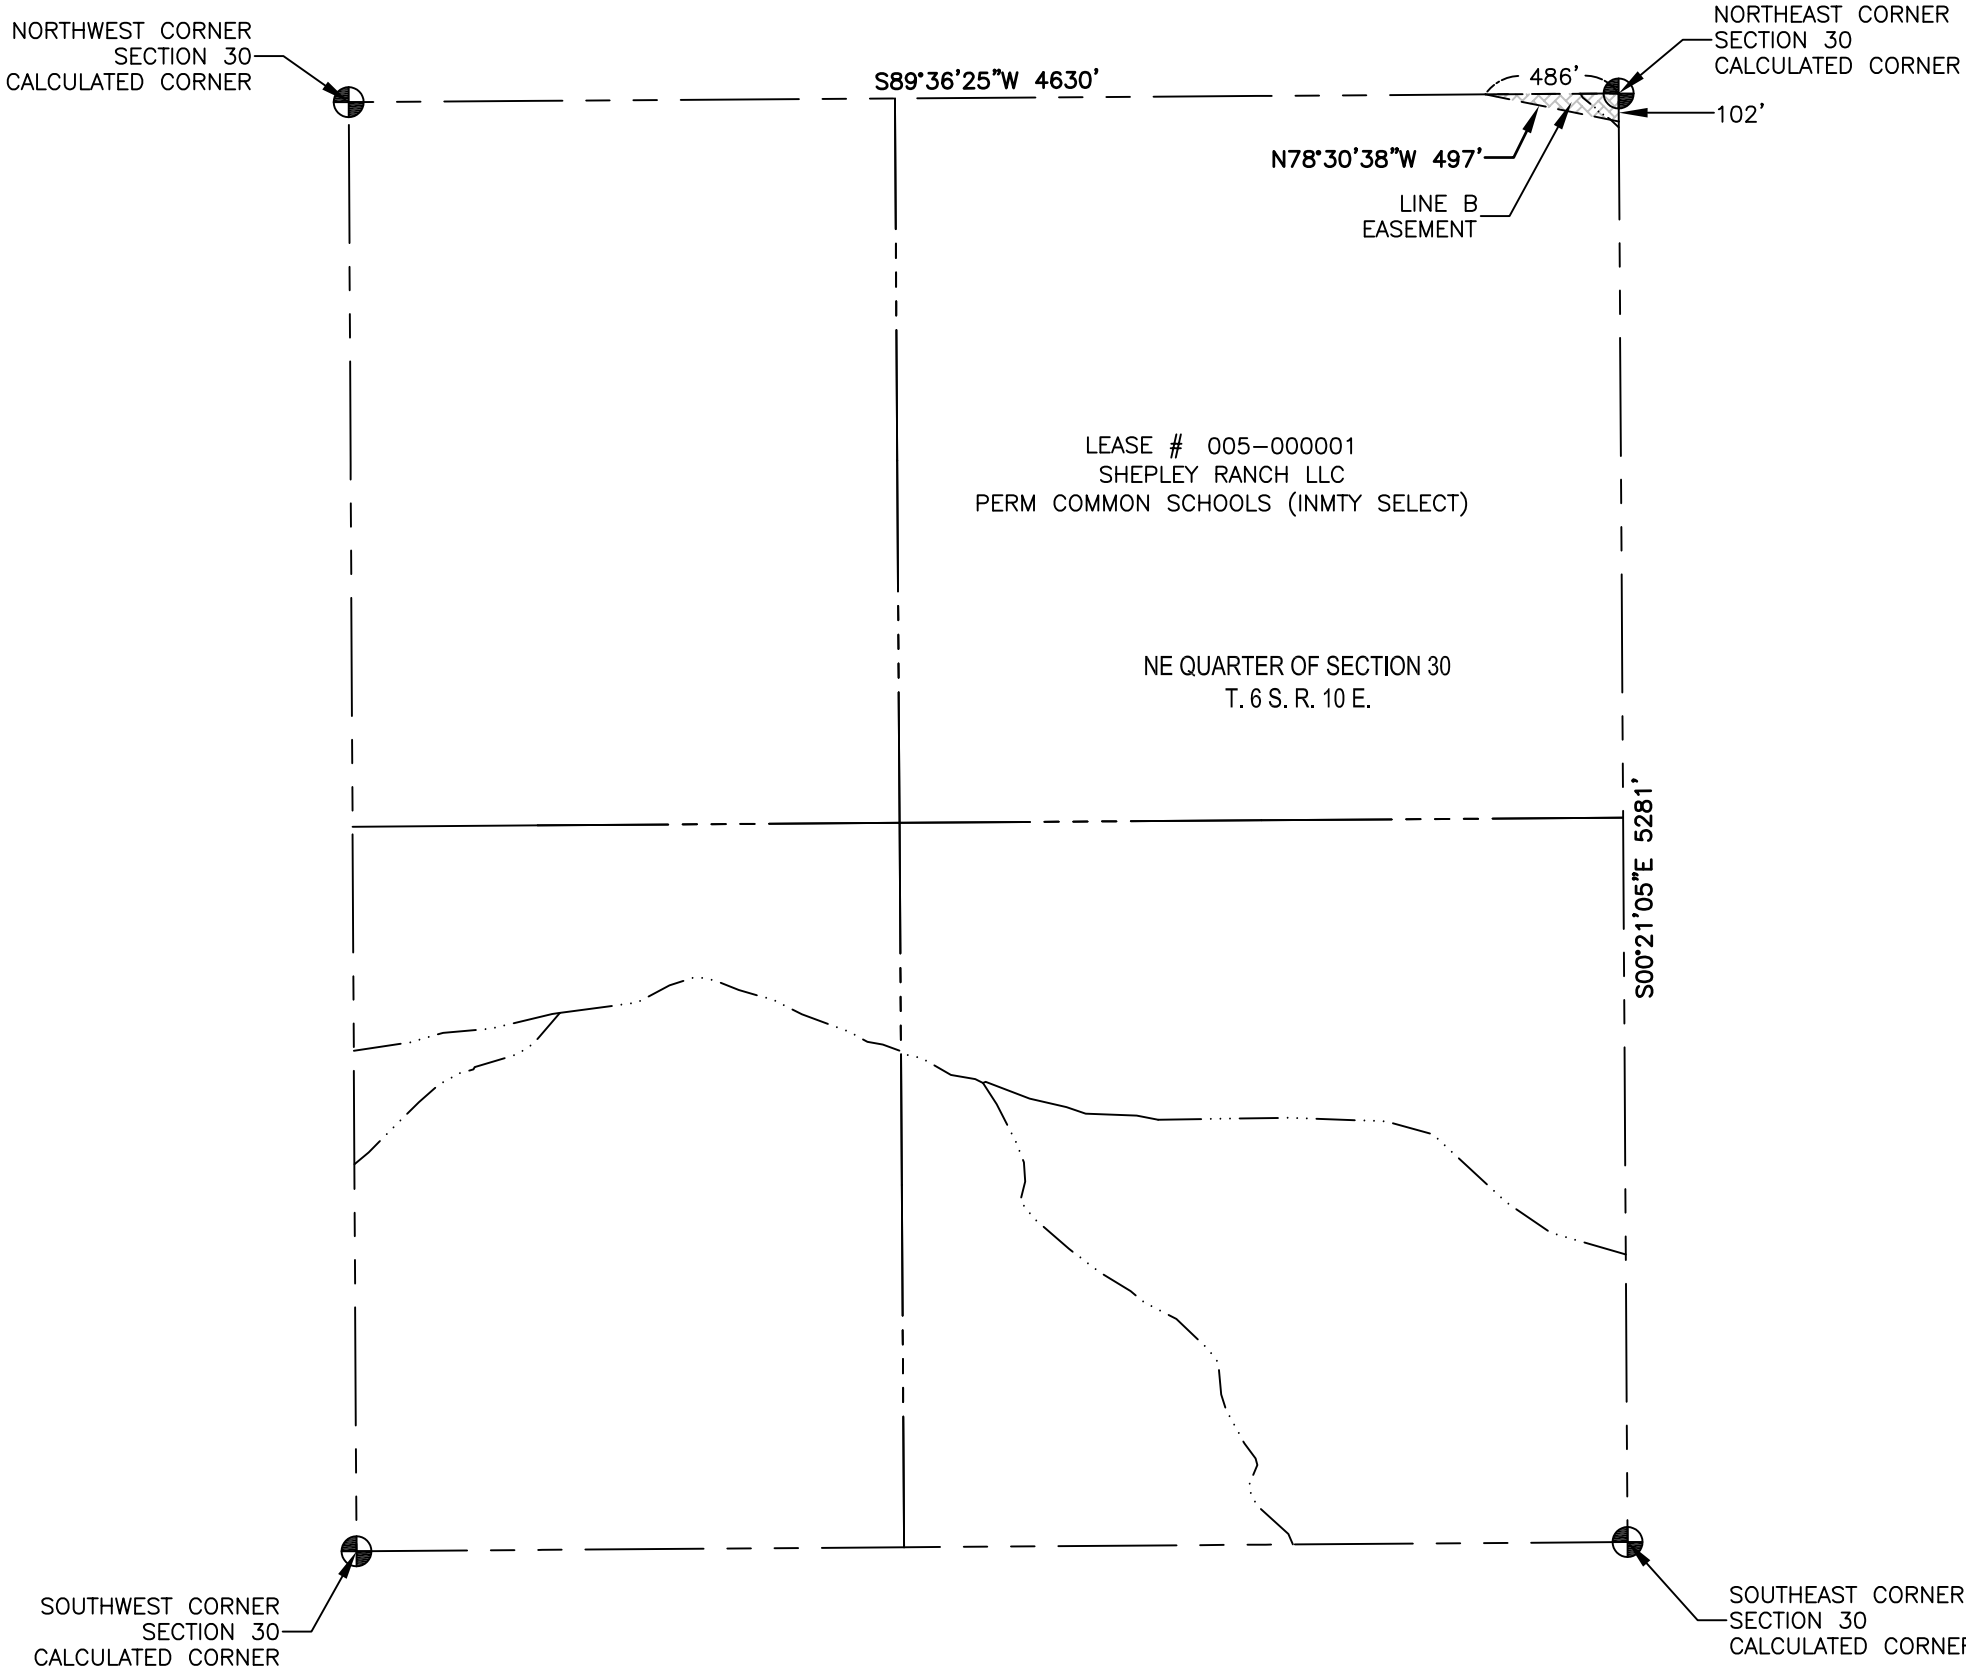 NORTHWEST CORNER
SECTION 30
CALCULATED CORNER
S89°36'25"W 4630'
486'
NORTHEAST CORNER
SECTION 30
CALCULATED CORNER
102'
N78°30'38"W 497'
LINE B
EASEMENT
LEASE # 005-000001
SHEPLEY RANCH LLC
PERM COMMON SCHOOLS (INMTY SELECT)
NE QUARTER OF SECTION 30
T. 6 S. R. 10 E.
S00°21'05"E 5281'
SOUTHWEST CORNER
SECTION 30
CALCULATED CORNER
SOUTHEAST CORNER
SECTION 30
CALCULATED CORNER